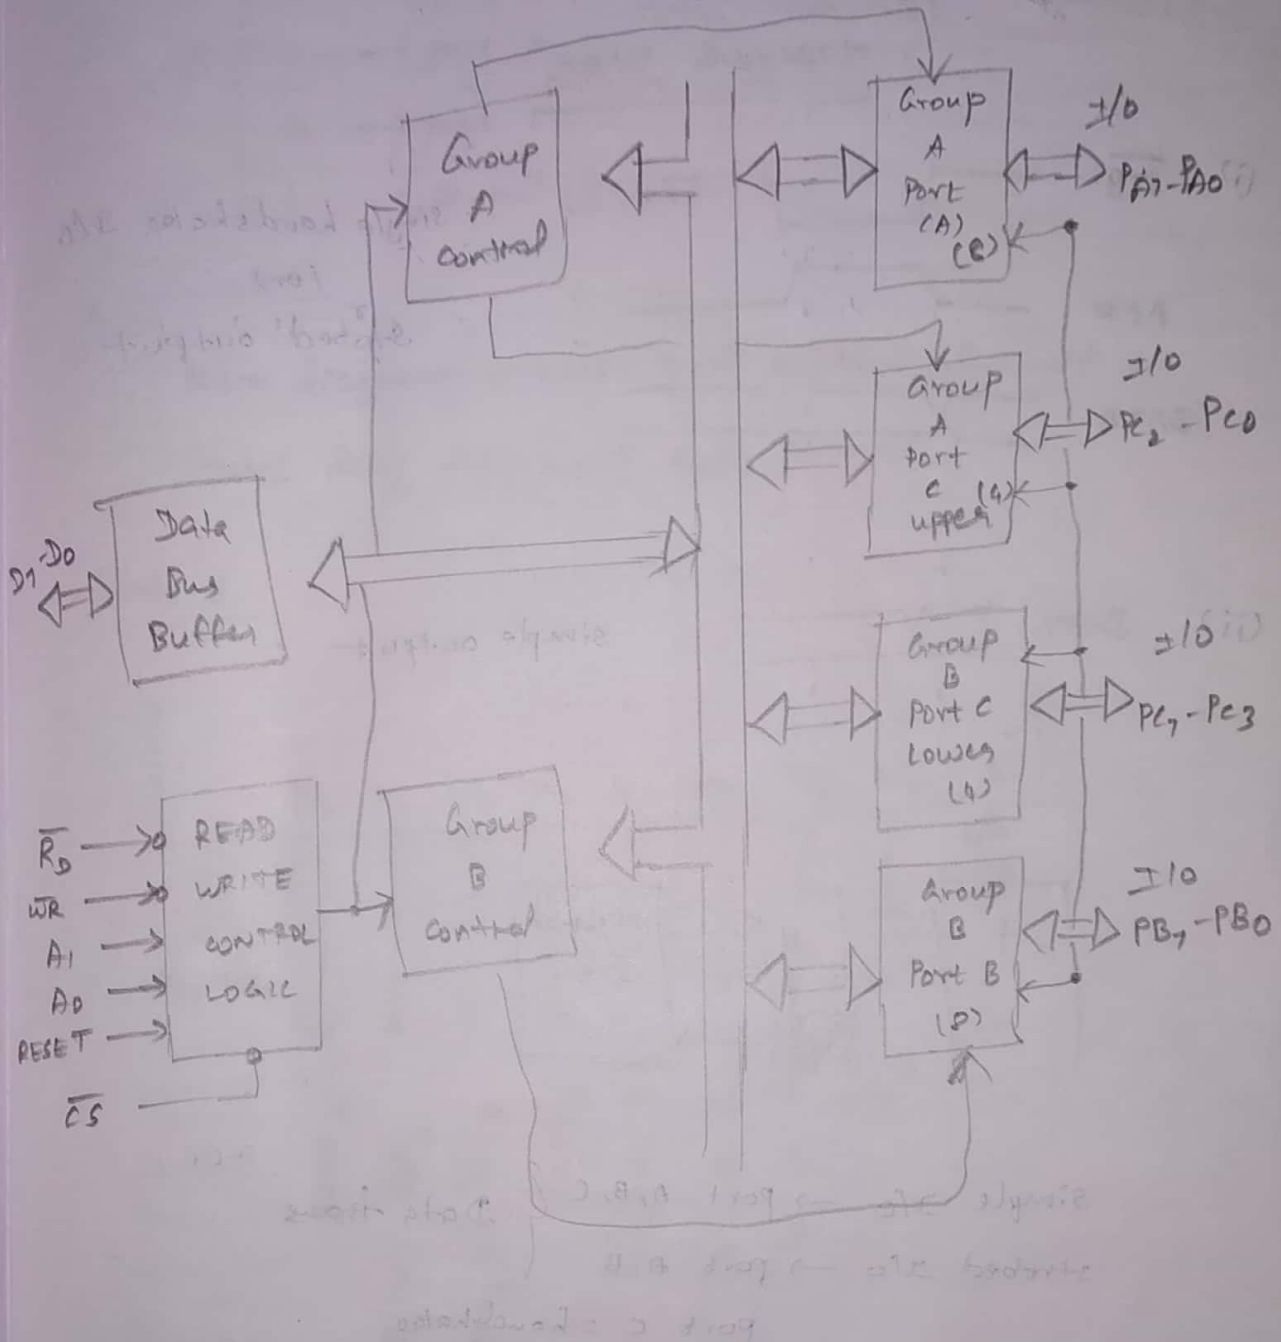 Group
A
control
Group
A
Port
(A)
(8)
I/O
PA7-PA0
Group
A
Port
C (4)
upper
I/O
PC2 - PC0
Data
Bus
Buffer
D7-D0
Group
B
Port C
Lower
(4)
I/O
PC7-PC3
RD
WR
A1
A0
RESET
CS
READ
WRITE
CONTROL
LOGIC
Group
B
control
Group
B
Port B
(8)
I/O
PB7-PB0